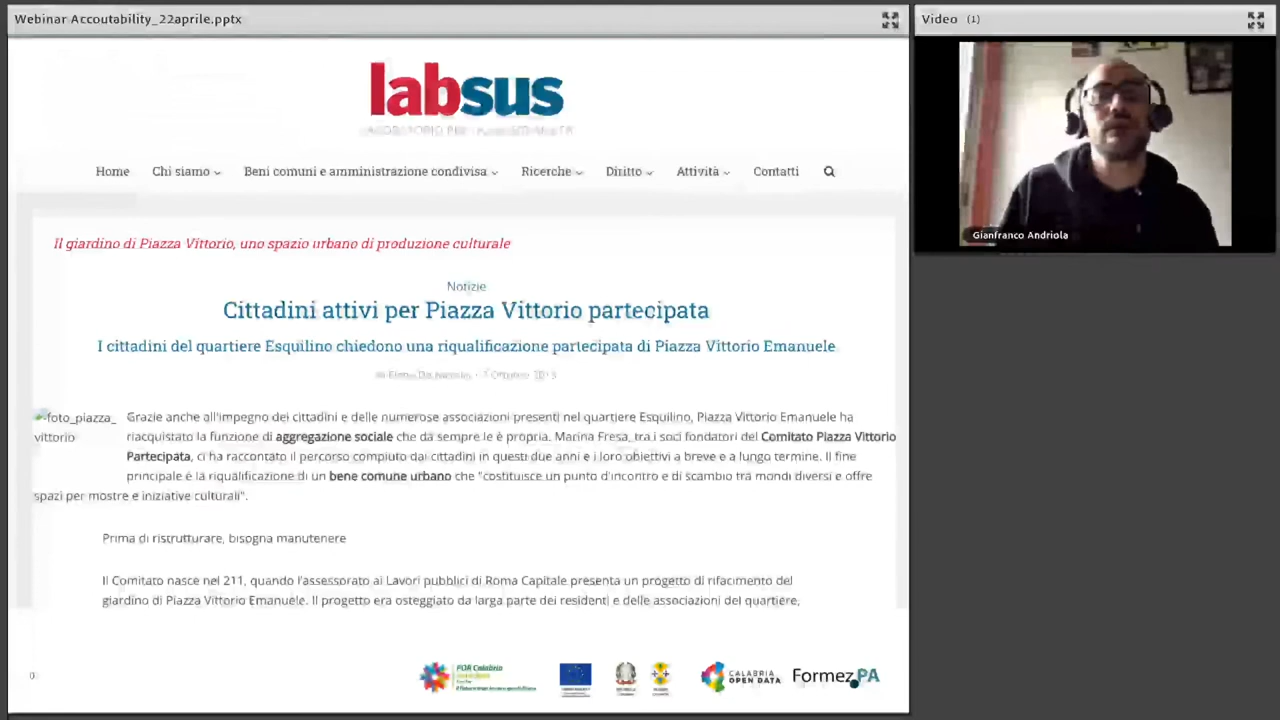 Webinar Accoutability_22aprile.pptx
Video (1)
labsus
Home Chi siamo Beni comuni e amministrazione condivisa Ricerche Diritto Attività Contatti
Il giardino di Piazza Vittorio, uno spazio urbano di produzione culturale
Notizie
Cittadini attivi per Piazza Vittorio partecipata
I cittadini del quartiere Esquilino chiedono una riqualificazione partecipata di Piazza Vittorio Emanuele
foto_piazza_
vittorio
Grazie anche all'impegno dei cittadini e delle numerose associazioni presenti nel quartiere Esquilino, Piazza Vittorio Emanuele ha
riacquistato la funzione di aggregazione sociale che da sempre le è propria. Marina Fresa, tra i soci fondatori del Comitato Piazza Vittorio
Partecipata, ci ha raccontato il percorso compiuto dai cittadini in questi due anni e i loro obiettivi a breve e a lungo termine. Il fine
principale è la riqualificazione di un bene comune urbano che "costituisce un punto d'incontro e di scambio tra mondi diversi e offre
spazi per mostre e iniziative culturali".
Prima di ristrutturare, bisogna manutenere
Il Comitato nasce nel 211, quando l'assessorato ai Lavori pubblici di Roma Capitale presenta un progetto di rifacimento del
giardino di Piazza Vittorio Emanuele. Il progetto era osteggiato da larga parte dei residenti e delle associazioni del quartiere,
POR Calabria
CALABRIA
OPEN DATA
FormezPA
Gianfranco Andriola